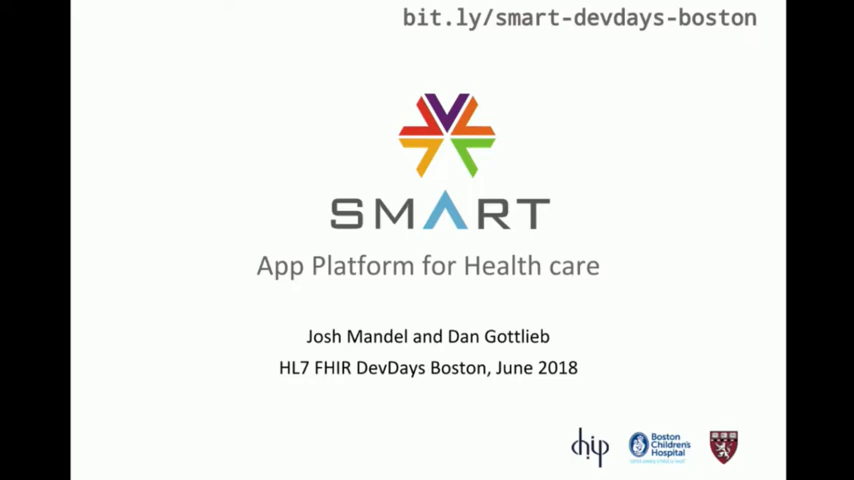 bit.ly/smart-devdays-boston
SMART
App Platform for Health care
Josh Mandel and Dan Gottlieb
HL7 FHIR DevDays Boston, June 2018
chip
Boston
Children's
Hospital